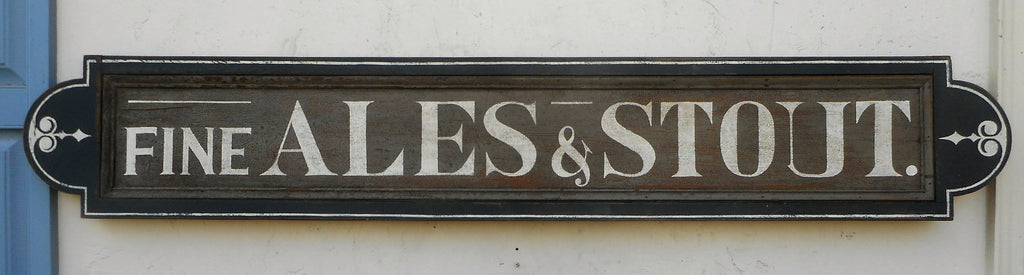 FINE ALES & STOUT.